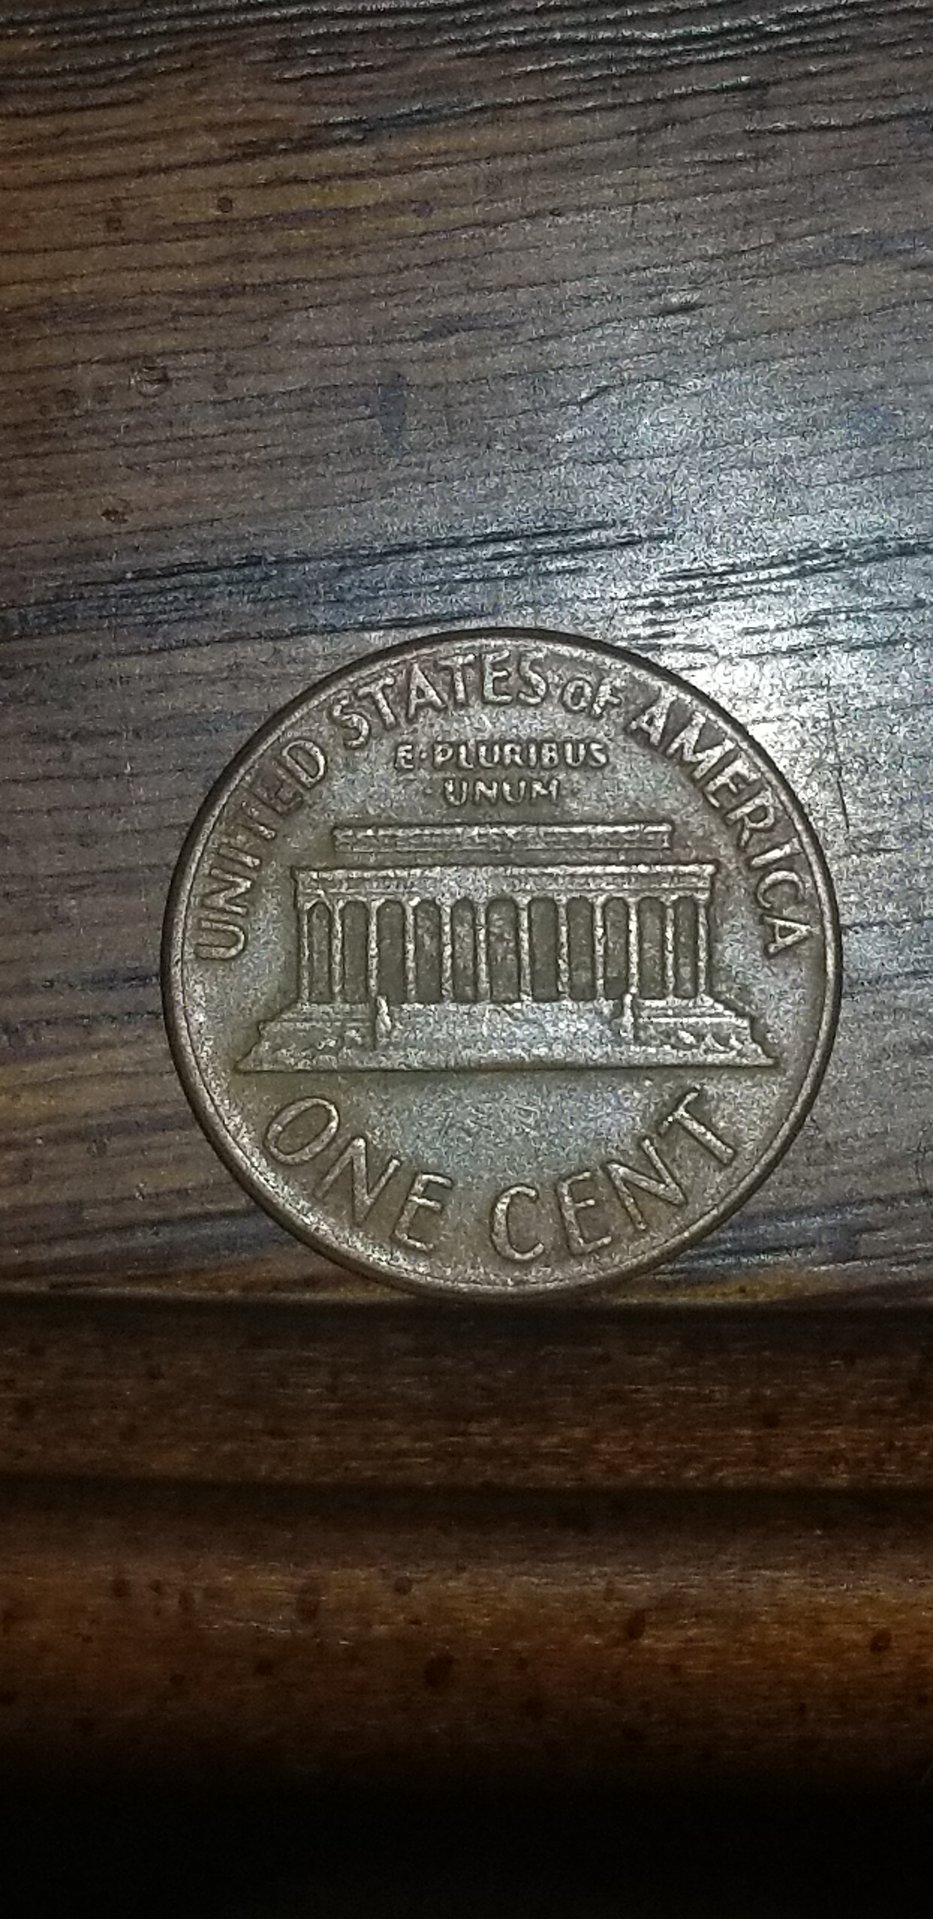 UNITED STATES OF AMERICA
E·PLURIBUS
UNUM
ONE CENT